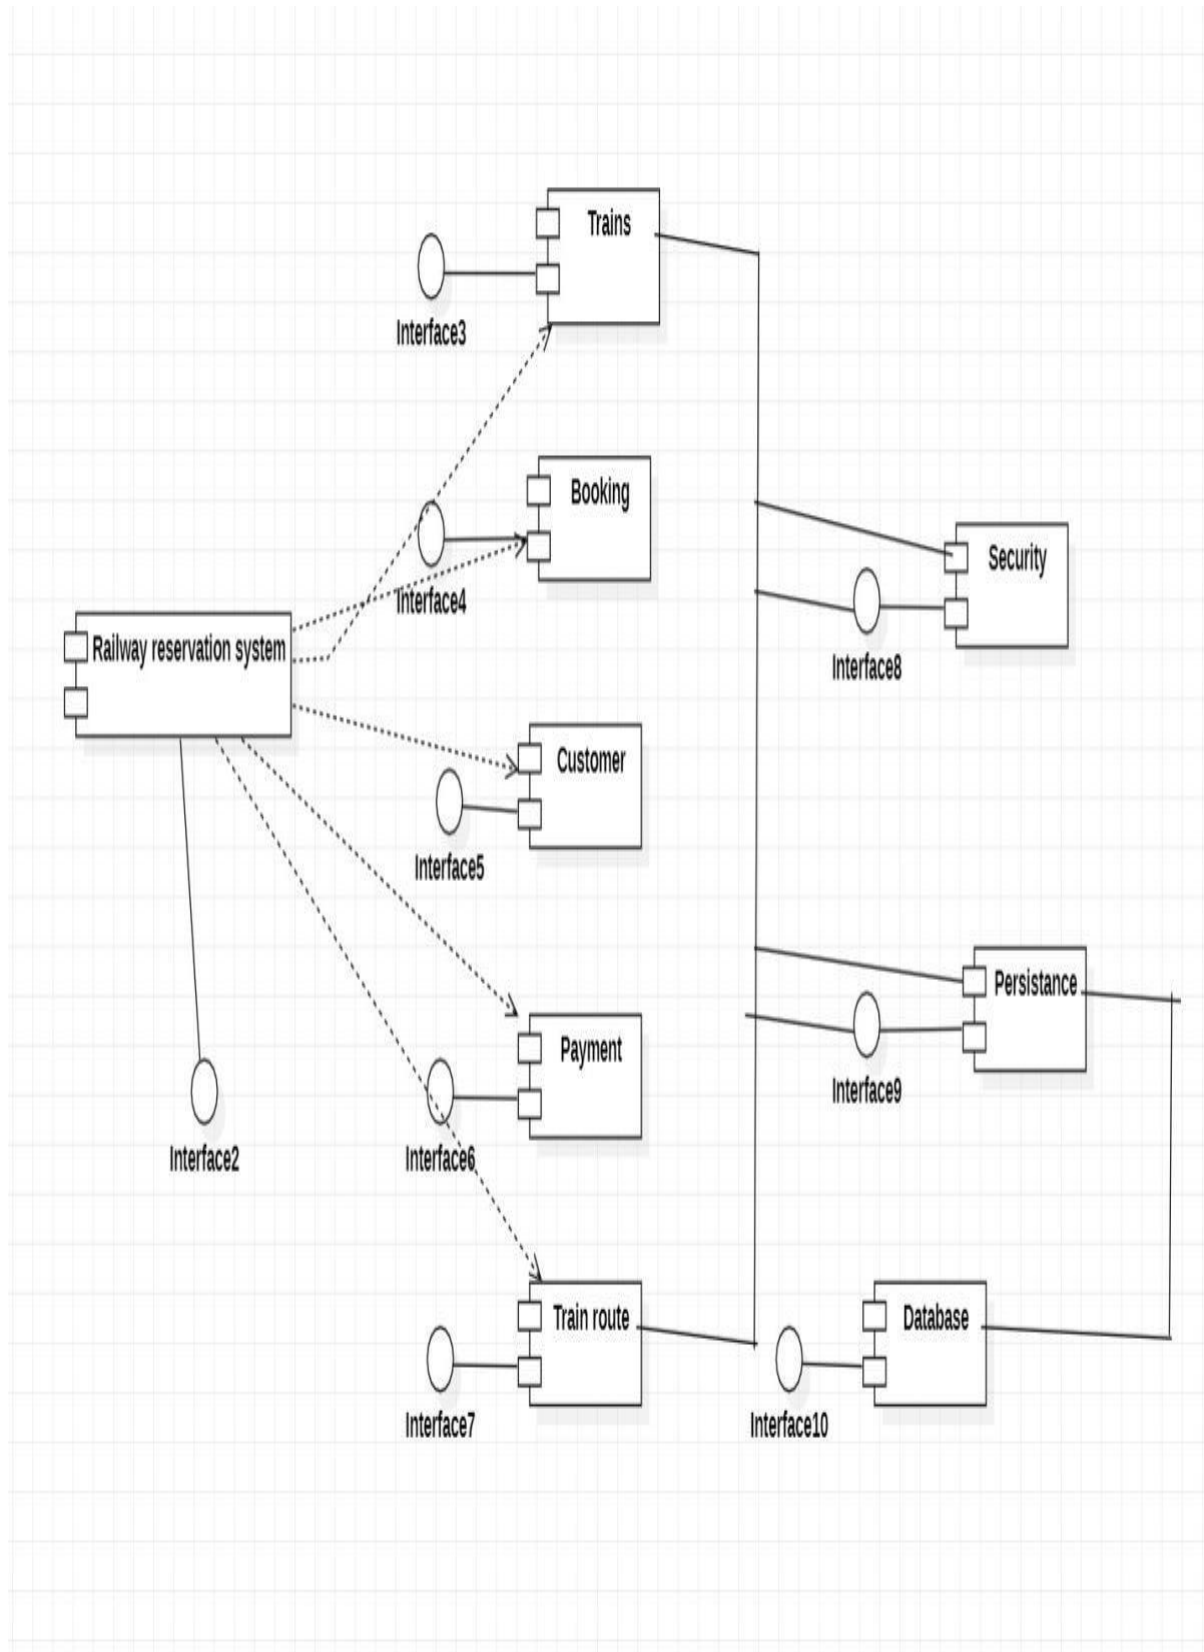 Trains
Interface3
Booking
Interface4
Security
Railway reservation system
Interface8
Customer
Interface5
Persistance
Payment
Interface9
Interface2
Interface6
Train route
Database
Interface7
Interface10